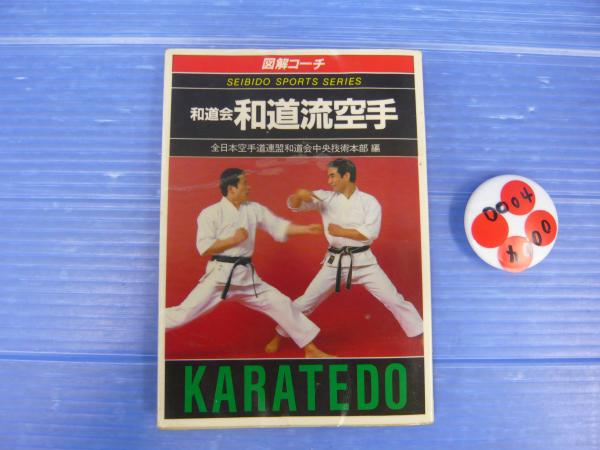 図解コーチ
SEIBIDO SPORTS SERIES
和道会 和道流空手
全日本空手道連盟和道会中央技術本部 編
KARATEDO
0004
004